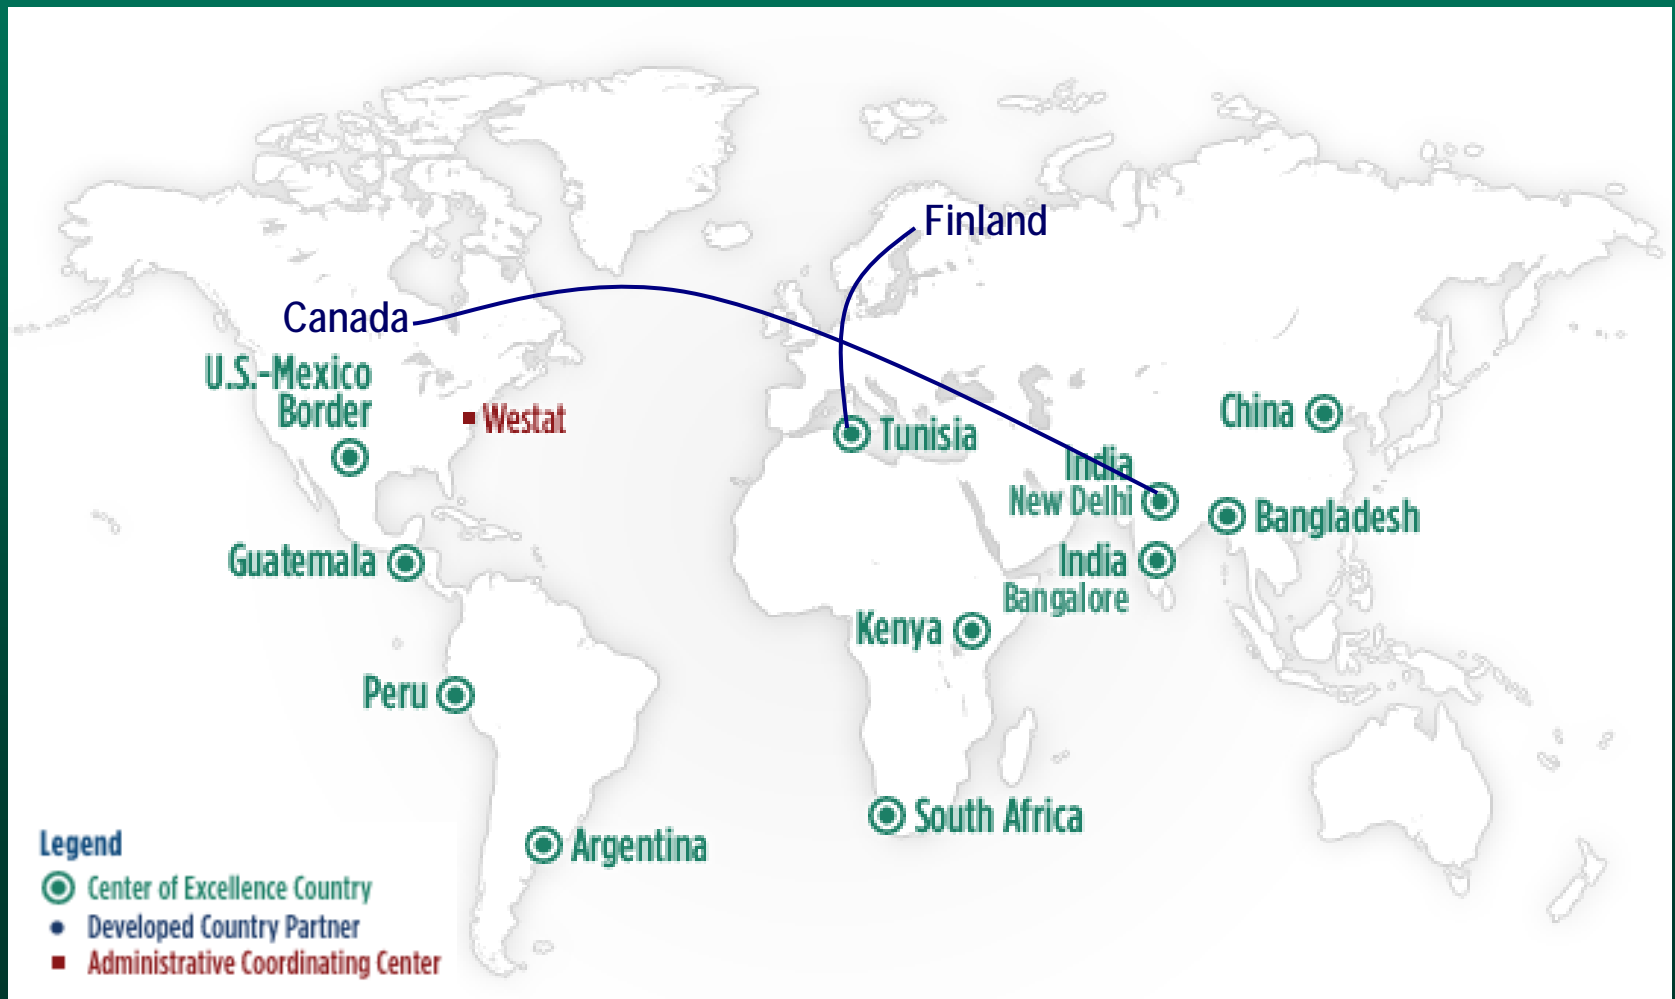 Finland
Canada
U.S.-Mexico
Border
Westat
China
Tunisia
India
New Delhi
Bangladesh
Guatemala
India
Bangalore
Kenya
Peru
South Africa
Argentina
Legend
Center of Excellence Country
Developed Country Partner
Administrative Coordinating Center